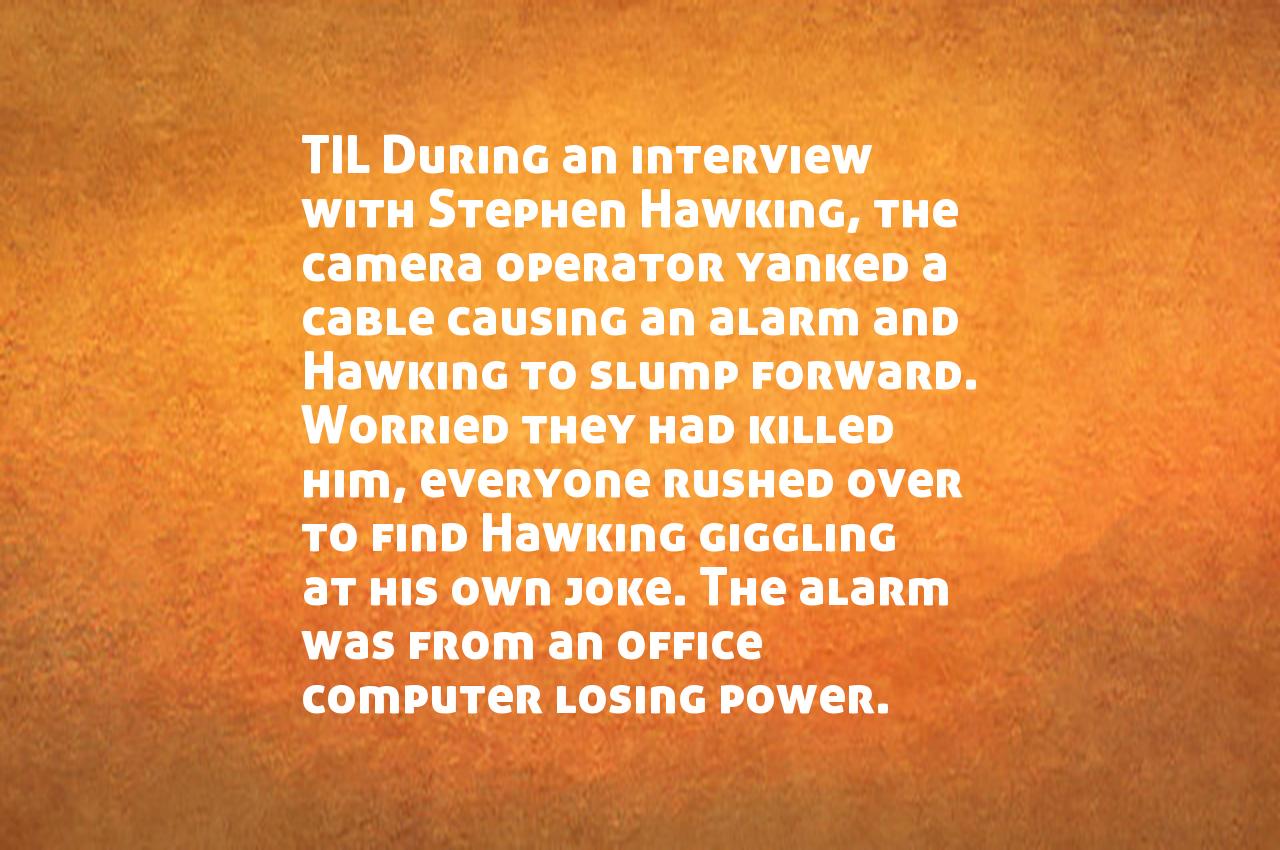 TIL During an interview
with Stephen Hawking, the
camera operator yanked a
cable causing an alarm and
Hawking to slump forward.
Worried they had killed
him, everyone rushed over
to find Hawking giggling
at his own joke. The alarm
was from an office
computer losing power.